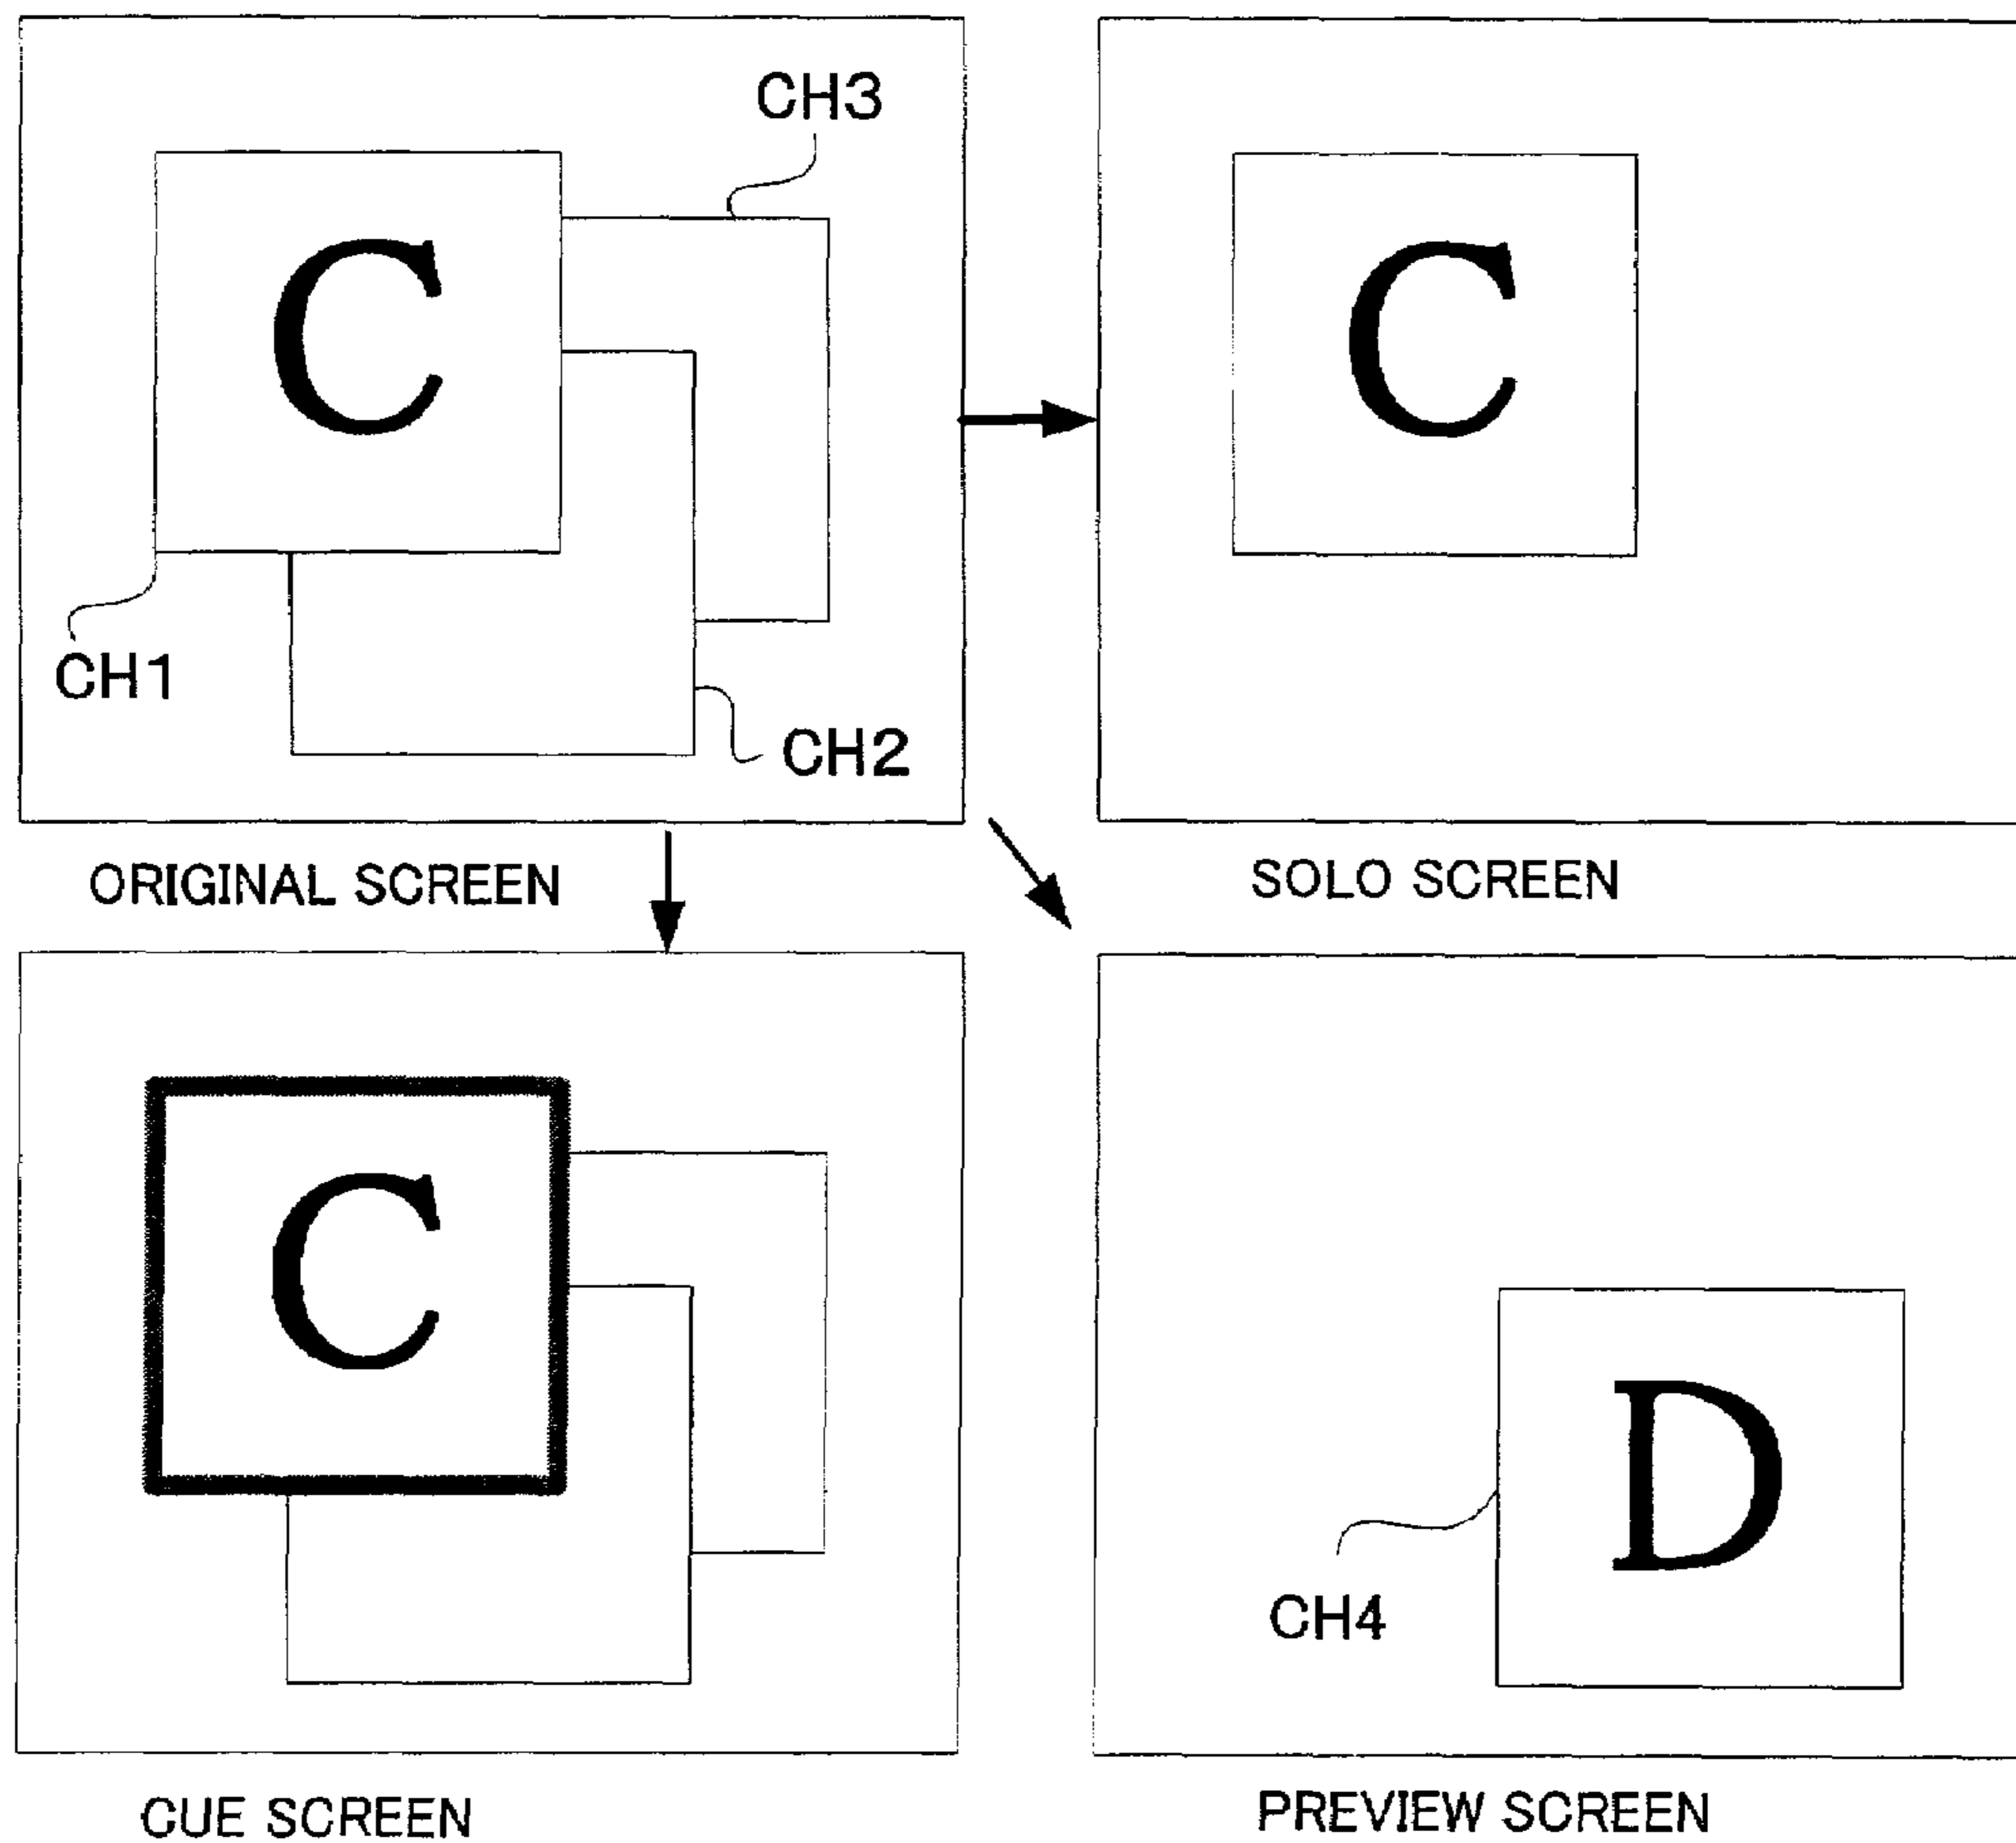 CH3
C
CH1
CH2
ORIGINAL SCREEN
C
SOLO SCREEN
C
CUE SCREEN
D
CH4
PREVIEW SCREEN